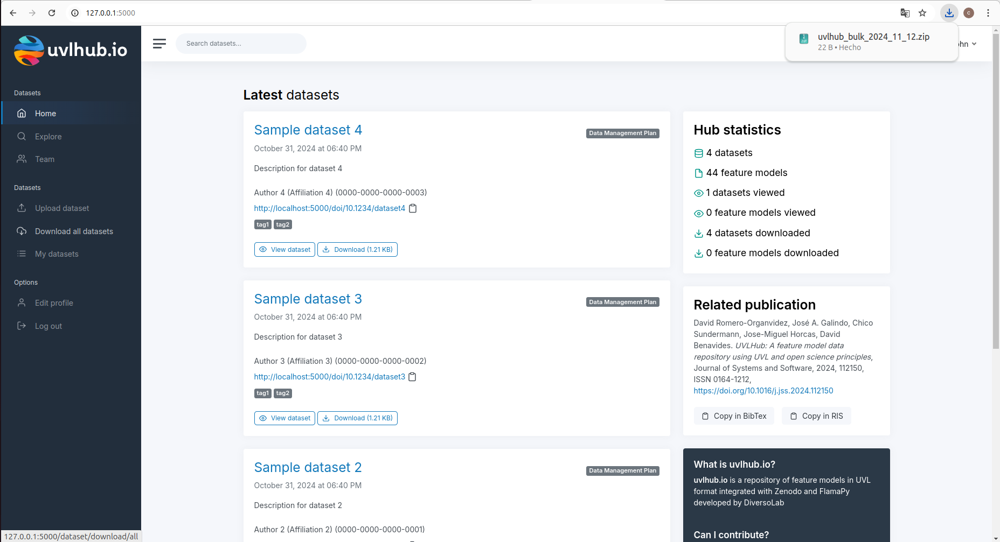 127.0.0.1:5000
uvlhub_bulk_2024_11_12.zip
22 B • Hecho
uvlhub.io
Search datasets...
Datasets
Home
Explore
Team
Datasets
Upload dataset
Download all datasets
My datasets
Options
Edit profile
Log out
Latest datasets
Sample dataset 4
Data Management Plan
October 31, 2024 at 06:40 PM
Description for dataset 4
Author 4 (Affiliation 4) (0000-0000-0000-0003)
http://localhost:5000/doi/10.1234/dataset4
tag1 tag2
View dataset Download (1.21 KB)
Sample dataset 3
Data Management Plan
October 31, 2024 at 06:40 PM
Description for dataset 3
Author 3 (Affiliation 3) (0000-0000-0000-0002)
http://localhost:5000/doi/10.1234/dataset3
tag1 tag2
View dataset Download (1.21 KB)
Sample dataset 2
Data Management Plan
October 31, 2024 at 06:40 PM
Description for dataset 2
Author 2 (Affiliation 2) (0000-0000-0000-0001)
Hub statistics
4 datasets
44 feature models
1 datasets viewed
0 feature models viewed
4 datasets downloaded
0 feature models downloaded
Related publication
David Romero-Organvidez, José A. Galindo, Chico
Sundermann, Jose-Miguel Horcas, David
Benavides. UVLHub: A feature model data
repository using UVL and open science principles,
Journal of Systems and Software, 2024, 112150,
ISSN 0164-1212,
https://doi.org/10.1016/j.jss.2024.112150
Copy in BibTex Copy in RIS
What is uvlhub.io?
uvlhub.io is a repository of feature models in UVL
format integrated with Zenodo and FlamaPy
developed by DiversoLab
Can I contribute?
127.0.0.1:5000/dataset/download/all